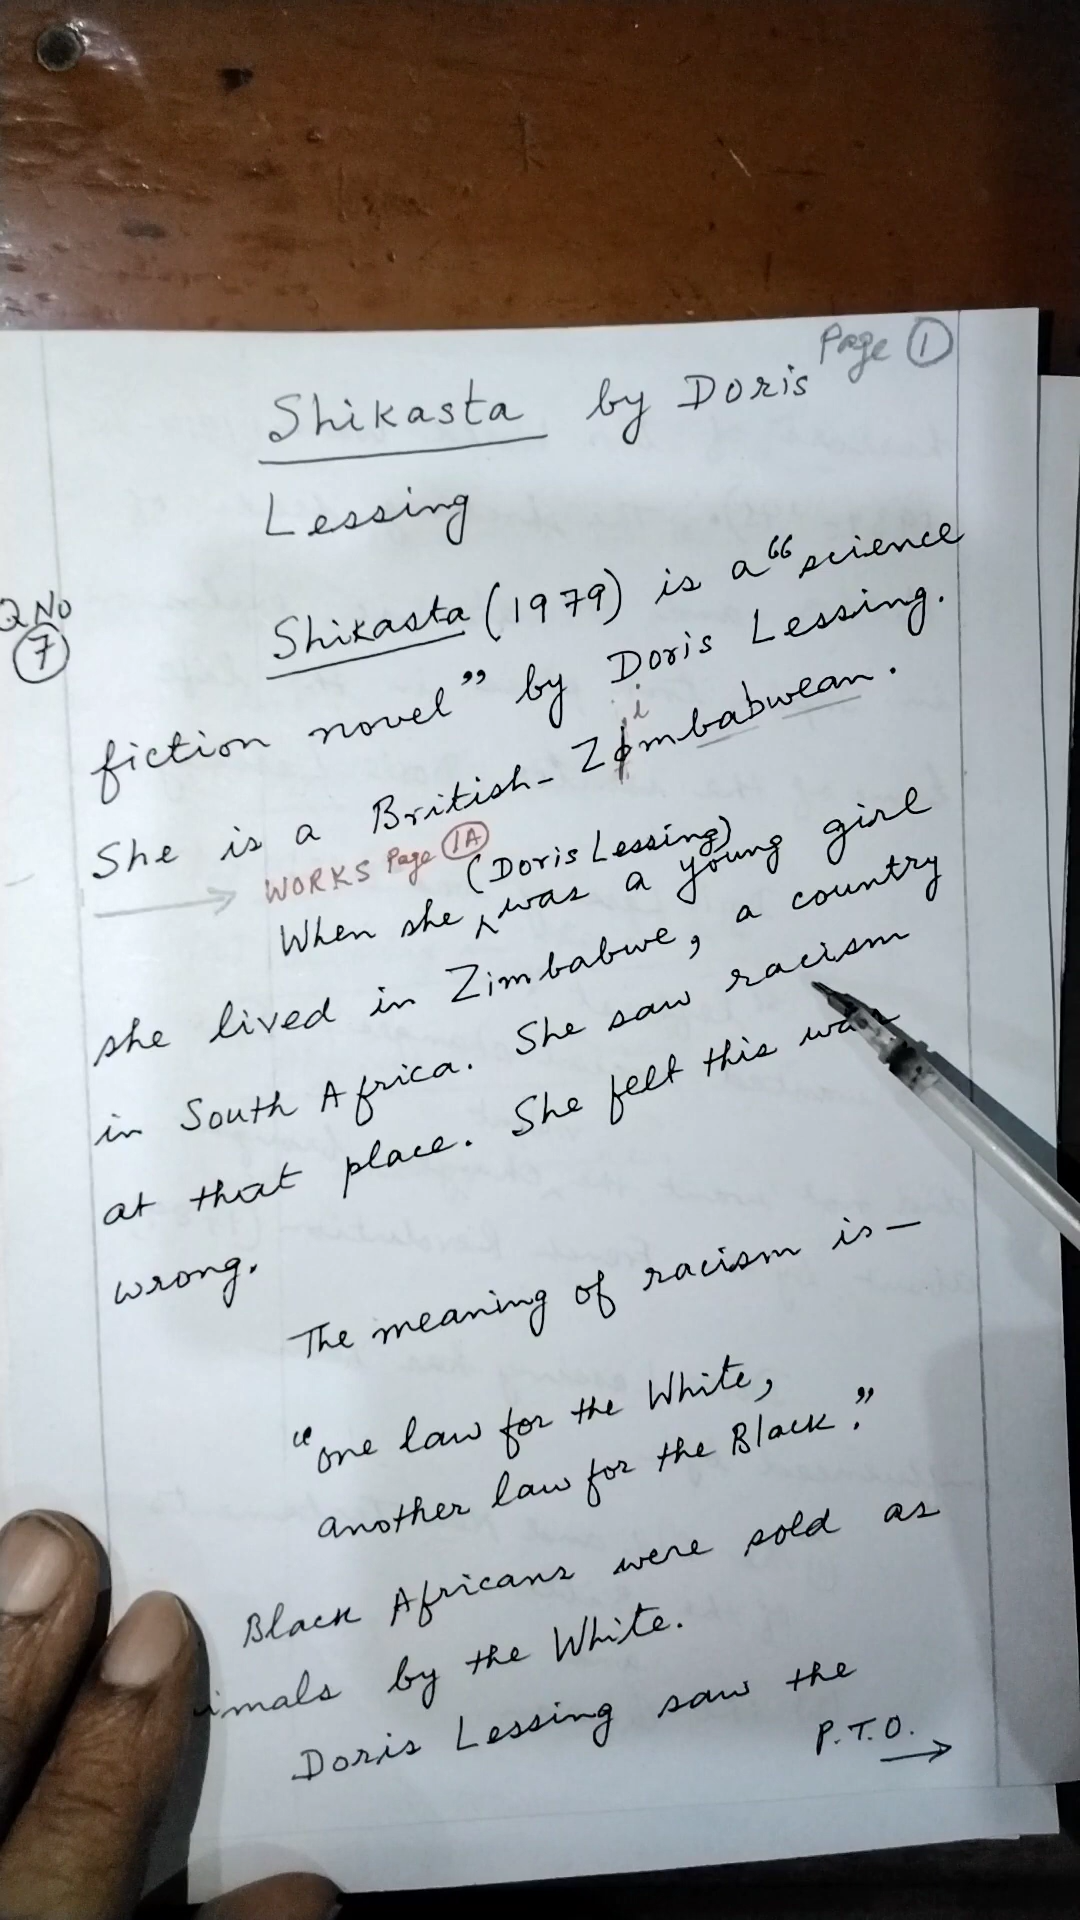 Page 1
Shikasta by Doris
Lessing
Q No
7
Shikasta (1979) is a "science
fiction novel" by Doris Lessing.
i
She is a British-Zimbabwean.
WORKS Page 1A
(Doris Lessing)
When she was a young girl
she lived in Zimbabwe, a country
in South Africa. She saw racism
at that place. She felt this was
wrong.
The meaning of racism is —
"one law for the White,
another law for the Black."
Black Africans were sold as
imals by the White.
Doris Lessing saw the
P.T.O.